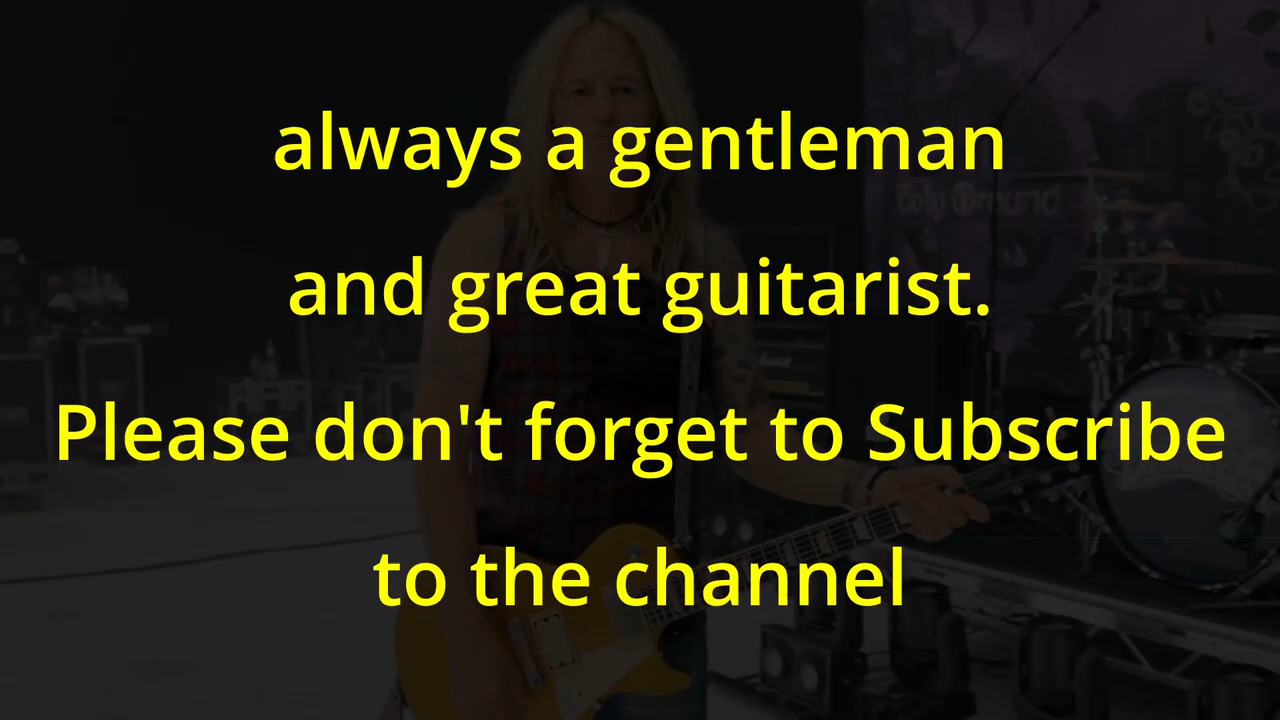 always a gentleman
and great guitarist.
Please don't forget to Subscribe
to the channel